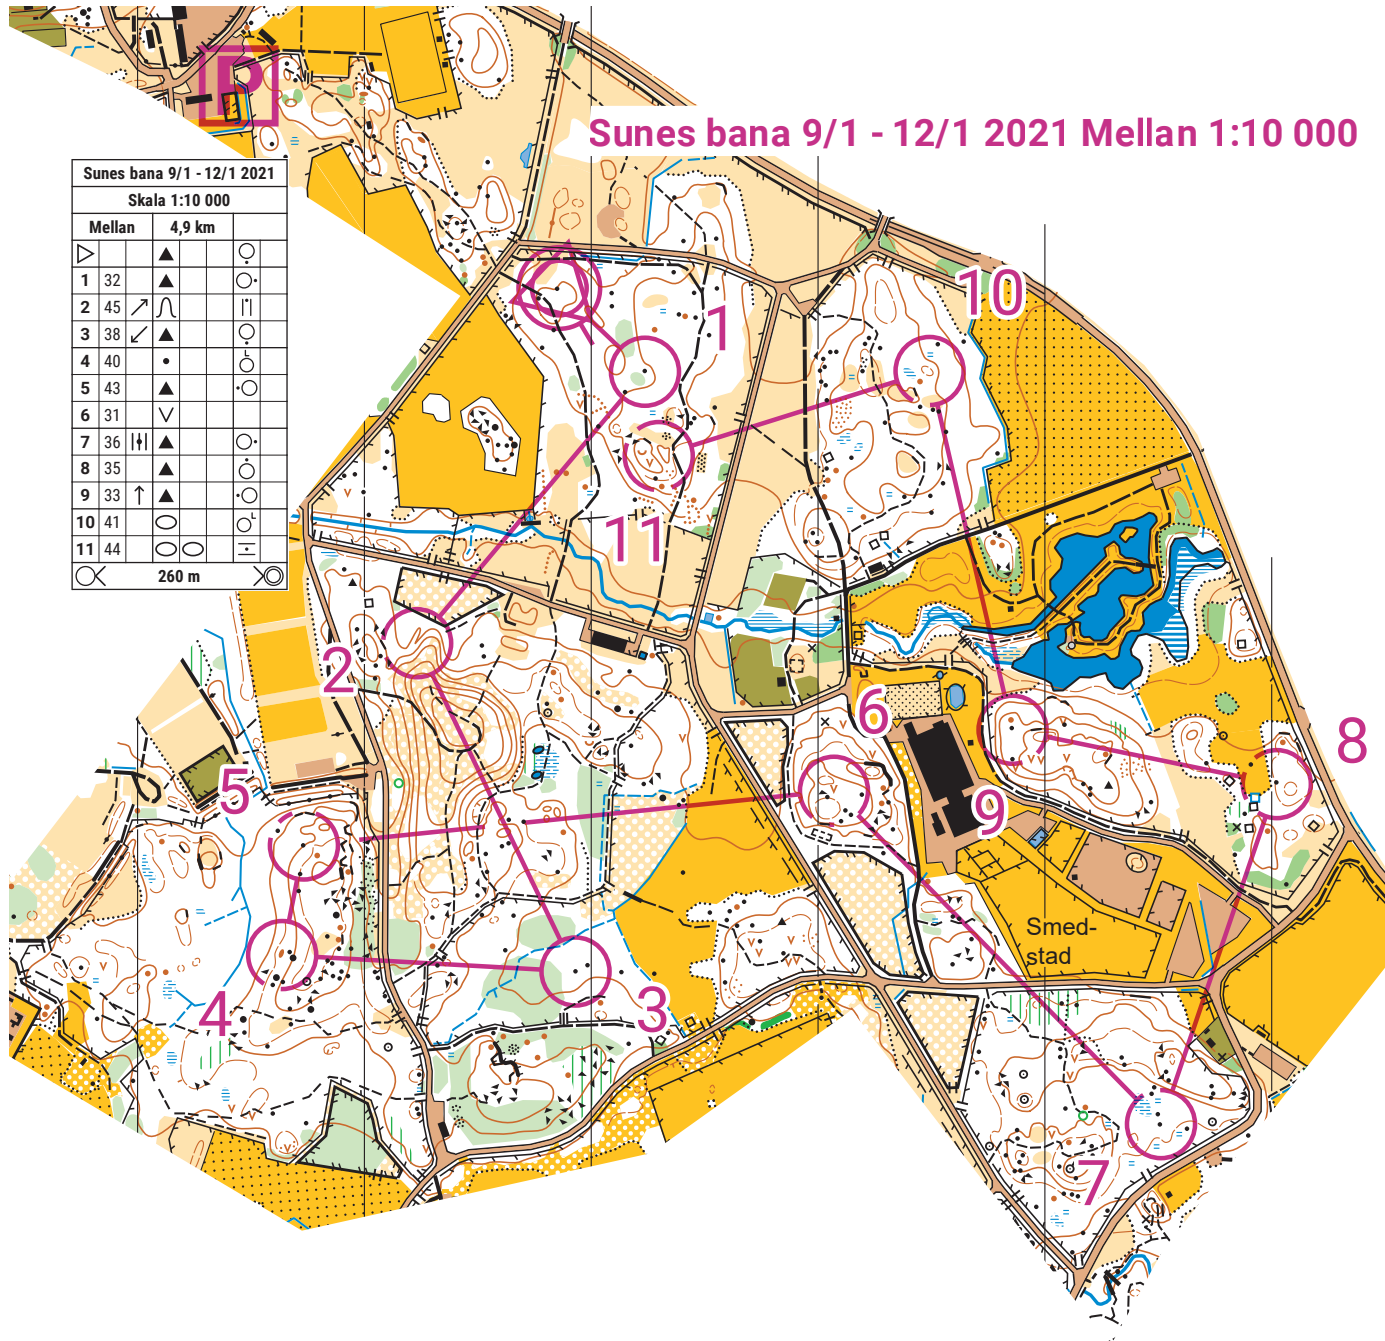 P
Sunes bana 9/1 - 12/1 2021 Mellan 1:10 000
Sunes bana 9/1 - 12/1 2021
Skala 1:10 000
Mellan 4,9 km
1 32
2 45
3 38
4 40
5 43
6 31
7 36
8 35
9 33
10 41
11 44
260 m
10
1
11
2
6
8
5
9
Smed-
stad
3
4
7